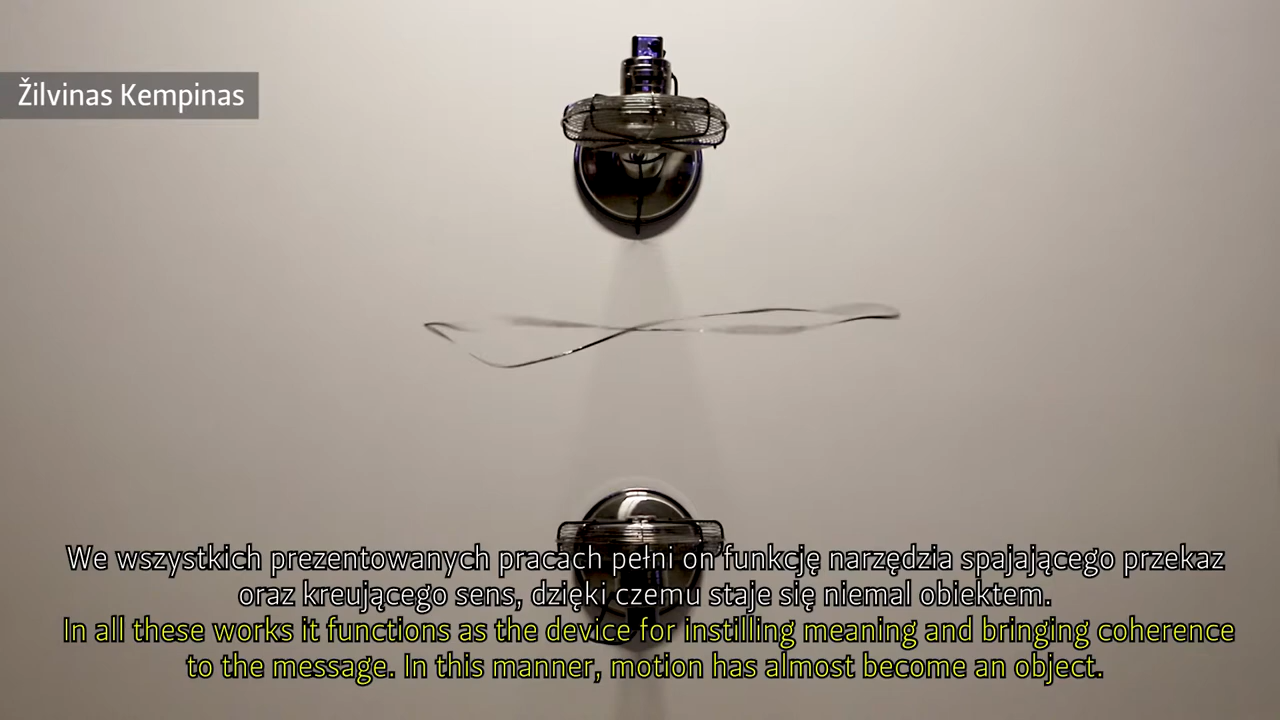 Žilvinas Kempinas
We wszystkich prezentowanych pracach pełni on funkcję narzędzia spajającego przekaz
oraz kreującego sens, dzięki czemu staje się niemal obiektem.
In all these works it functions as the device for instilling meaning and bringing coherence
to the message. In this manner, motion has almost become an object.